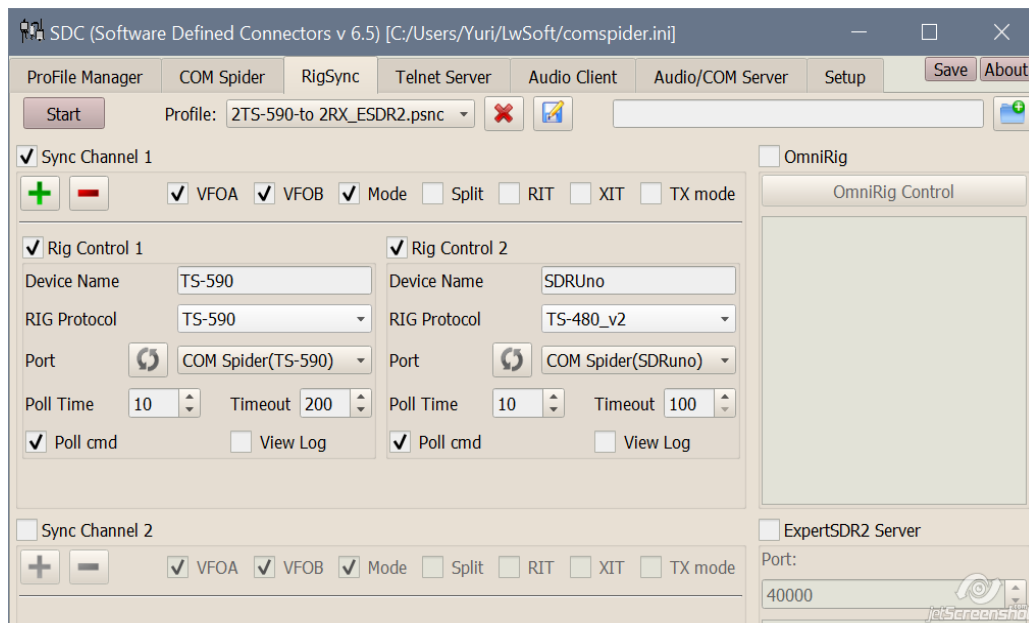 SDC (Software Defined Connectors v 6.5) [C:/Users/Yuri/LwSoft/comspider.ini]
ProFile Manager COM Spider RigSync Telnet Server Audio Client Audio/COM Server Setup Save About
Start Profile: 2TS-590-to 2RX_ESDR2.psnc
Sync Channel 1 OmniRig
VFOA VFOB Mode Split RIT XIT TX mode OmniRig Control
Rig Control 1 Rig Control 2
Device Name TS-590 Device Name SDRUno
RIG Protocol TS-590 RIG Protocol TS-480_v2
Port COM Spider(TS-590) Port COM Spider(SDRuno)
Poll Time 10 Timeout 200 Poll Time 10 Timeout 100
Poll cmd View Log Poll cmd View Log
Sync Channel 2 ExpertSDR2 Server
VFOA VFOB Mode Split RIT XIT TX mode Port:
40000